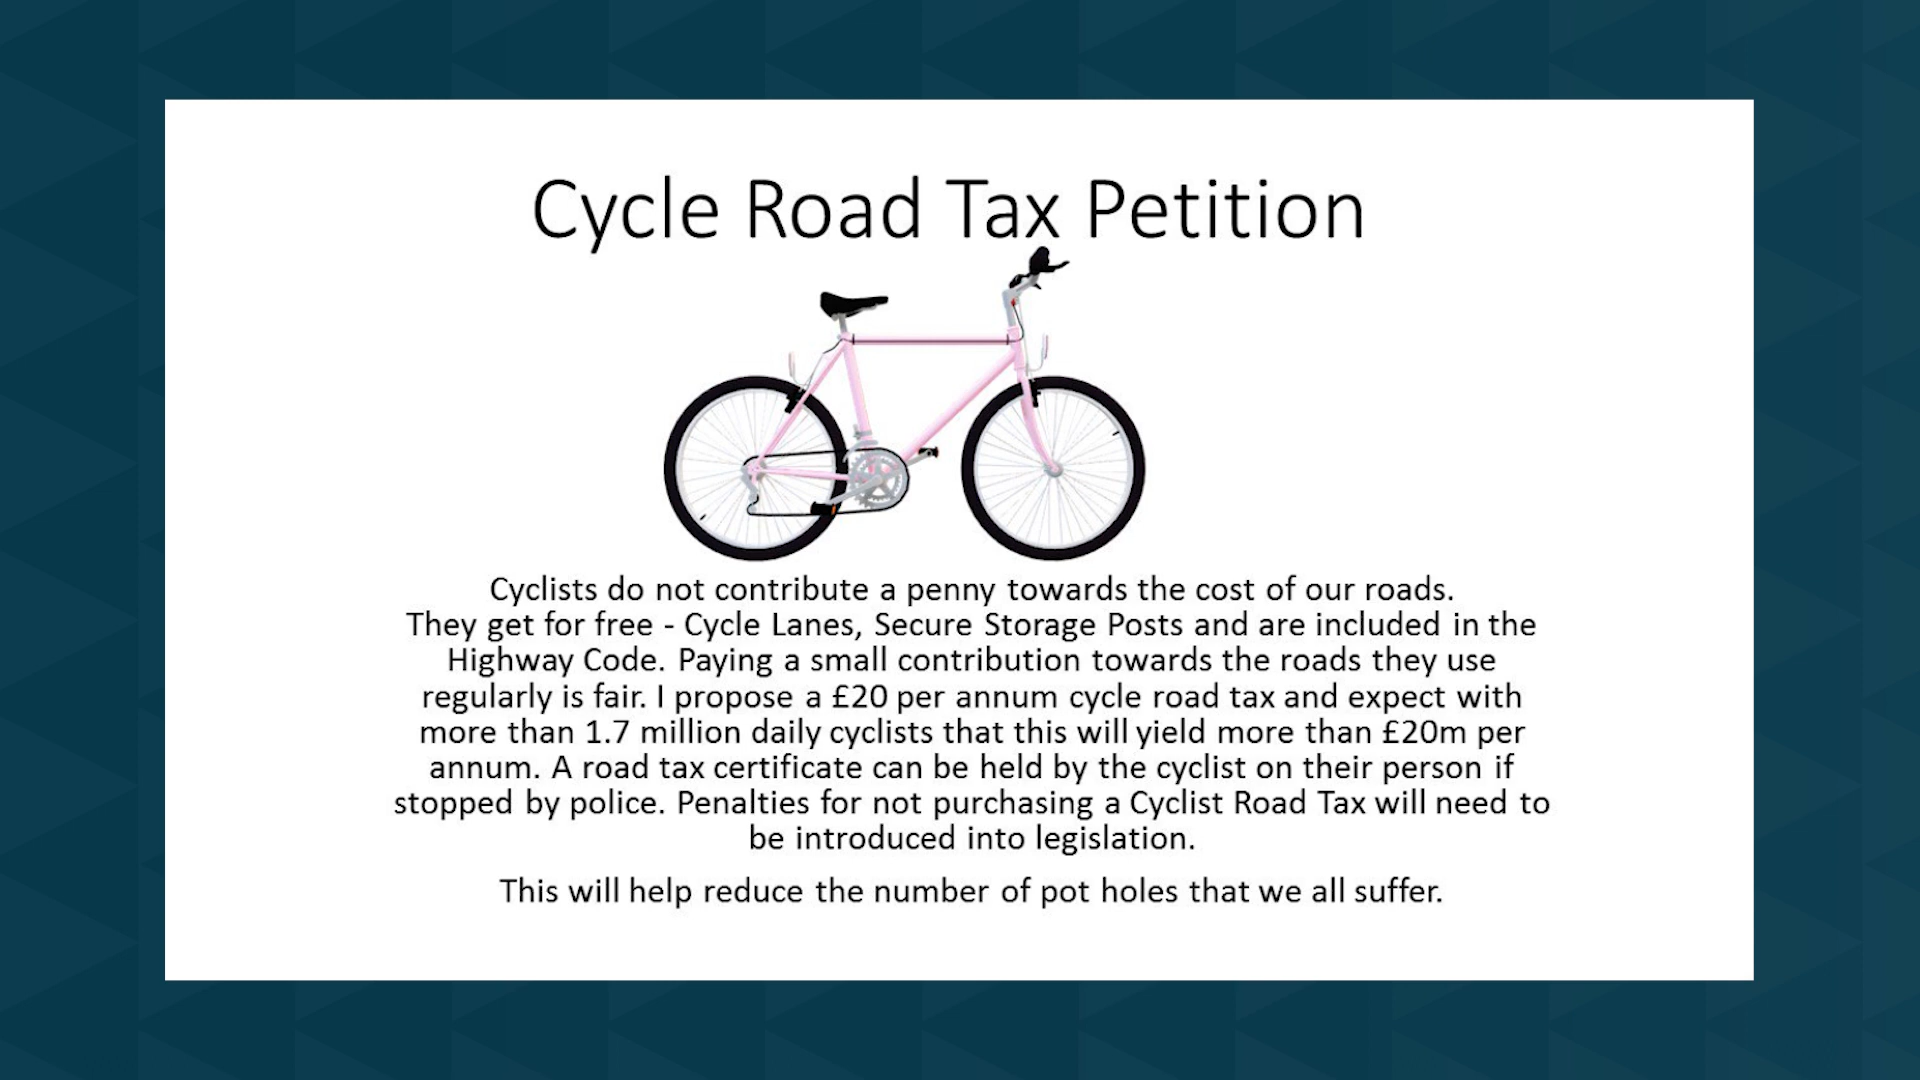 Cycle Road Tax Petition
Cyclists do not contribute a penny towards the cost of our roads.
They get for free - Cycle Lanes, Secure Storage Posts and are included in the
Highway Code. Paying a small contribution towards the roads they use
regularly is fair. I propose a £20 per annum cycle road tax and expect with
more than 1.7 million daily cyclists that this will yield more than £20m per
annum. A road tax certificate can be held by the cyclist on their person if
stopped by police. Penalties for not purchasing a Cyclist Road Tax will need to
be introduced into legislation.
This will help reduce the number of pot holes that we all suffer.